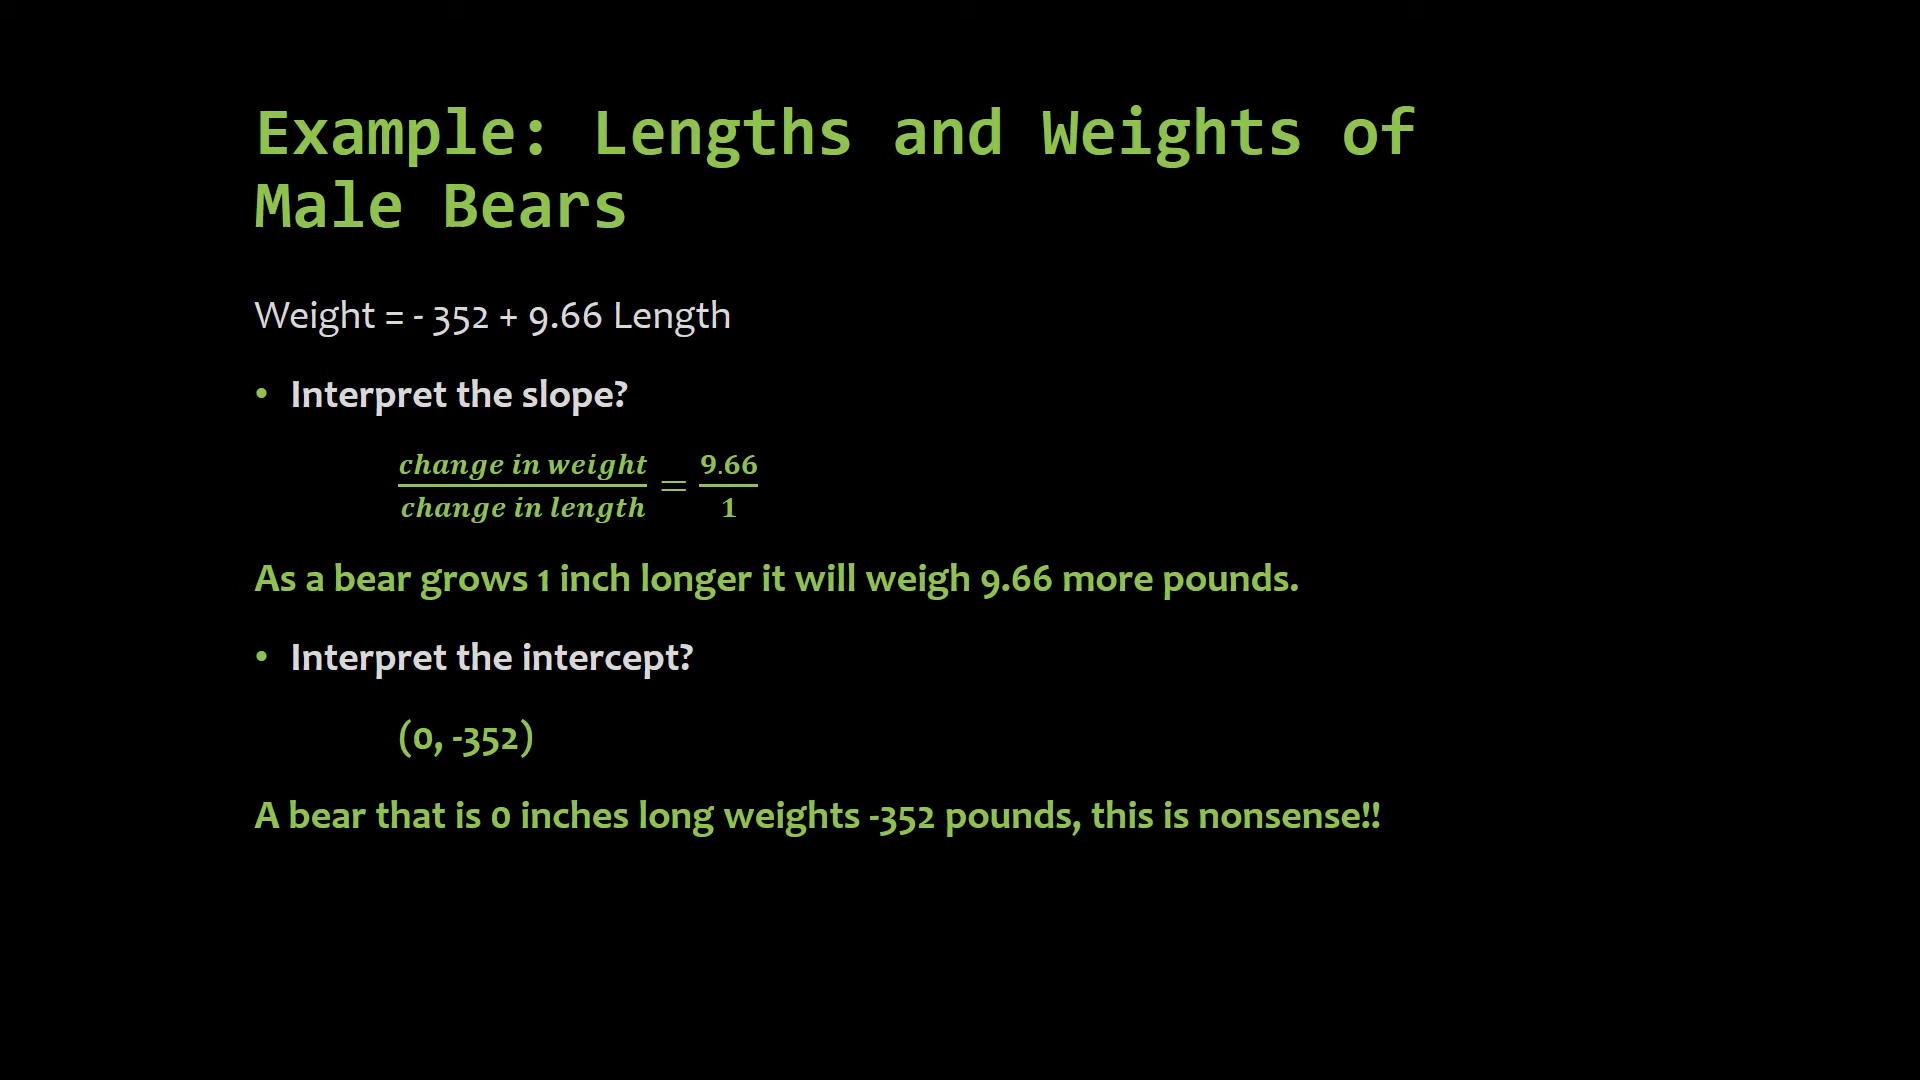 Example: Lengths and Weights of
Male Bears
Weight = - 352 + 9.66 Length
• Interpret the slope?
change in weight / change in length = 9.66 / 1
As a bear grows 1 inch longer it will weigh 9.66 more pounds.
• Interpret the intercept?
(0, -352)
A bear that is 0 inches long weights -352 pounds, this is nonsense!!